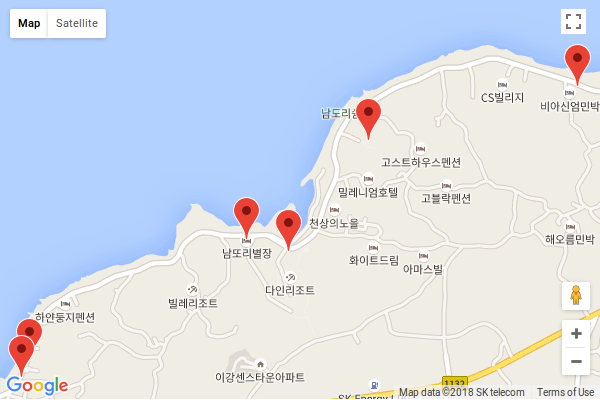 Map Satellite
CS빌리지
비아신엄민박
남도리쉼
고스트하우스펜션
밀레니엄호텔
고블락펜션
천상의노을
해오름민박
남또리별장
화이트드림
아마스빌
다인리조트
빌레리조트
하얀둥지펜션
이강센스타운아파트
1132
SK Energy
Google
Map data ©2018 SK telecom Terms of Use